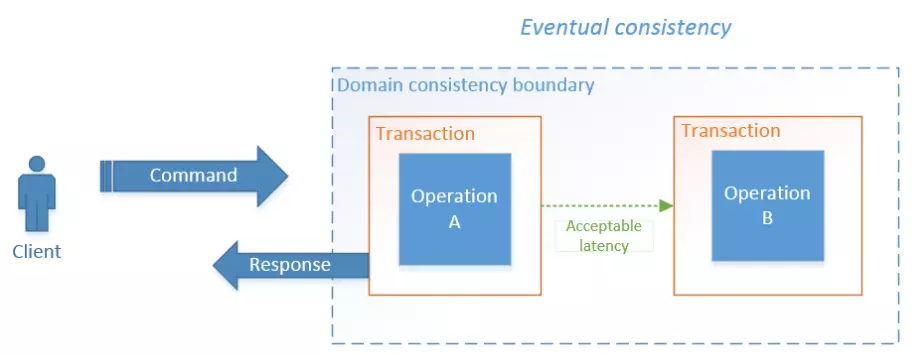 Eventual consistency
Domain consistency boundary
Transaction
Transaction
Command
Operation
A
Operation
B
Acceptable
latency
Client
Response